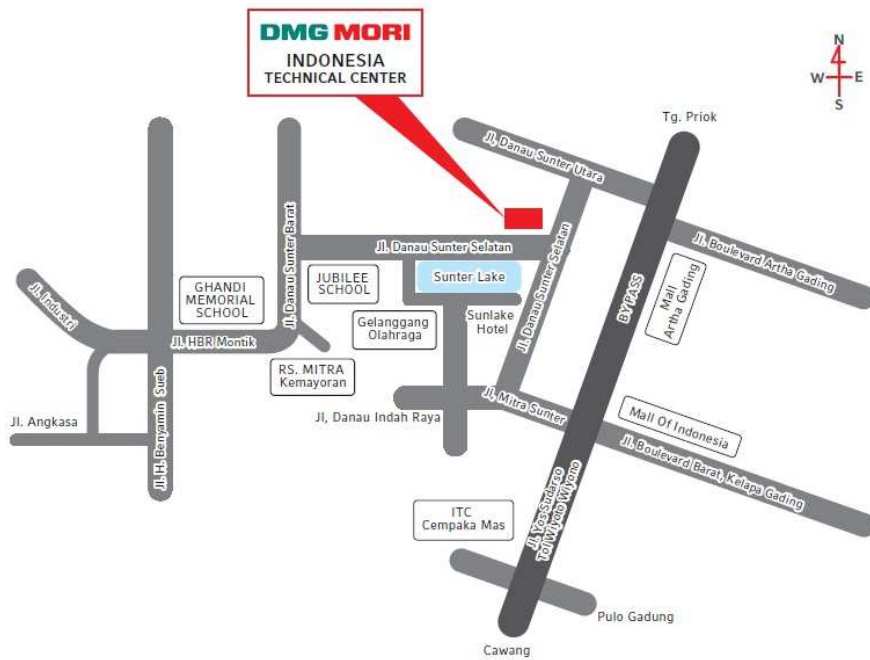 DMG MORI
INDONESIA
TECHNICAL CENTER
N
W E
S
Tg. Priok
Jl, Danau Sunter Utara
Jl. Danau Sunter Barat
Jl. Danau Sunter Selatan
Jl. Danau Sunter Selatan
Jl. Boulevard Artha Gading
BY PASS
Mall
Artha Gading
GHANDI
MEMORIAL
SCHOOL
JUBILEE
SCHOOL
Sunter Lake
Jl. Industri
Gelanggang
Olahraga
Sunlake
Hotel
Jl. HBR Montik
RS. MITRA
Kemayoran
Jl. Angkasa
Jl. H. Benyamin Sueb
Jl, Danau Indah Raya
Jl, Mitra Sunter
Mall Of Indonesia
Jl. Boulevard Barat, Kelapa Gading
ITC
Cempaka Mas
Jl. Yos Sudarso
Tol Wiyoto Wiyono
Pulo Gadung
Cawang